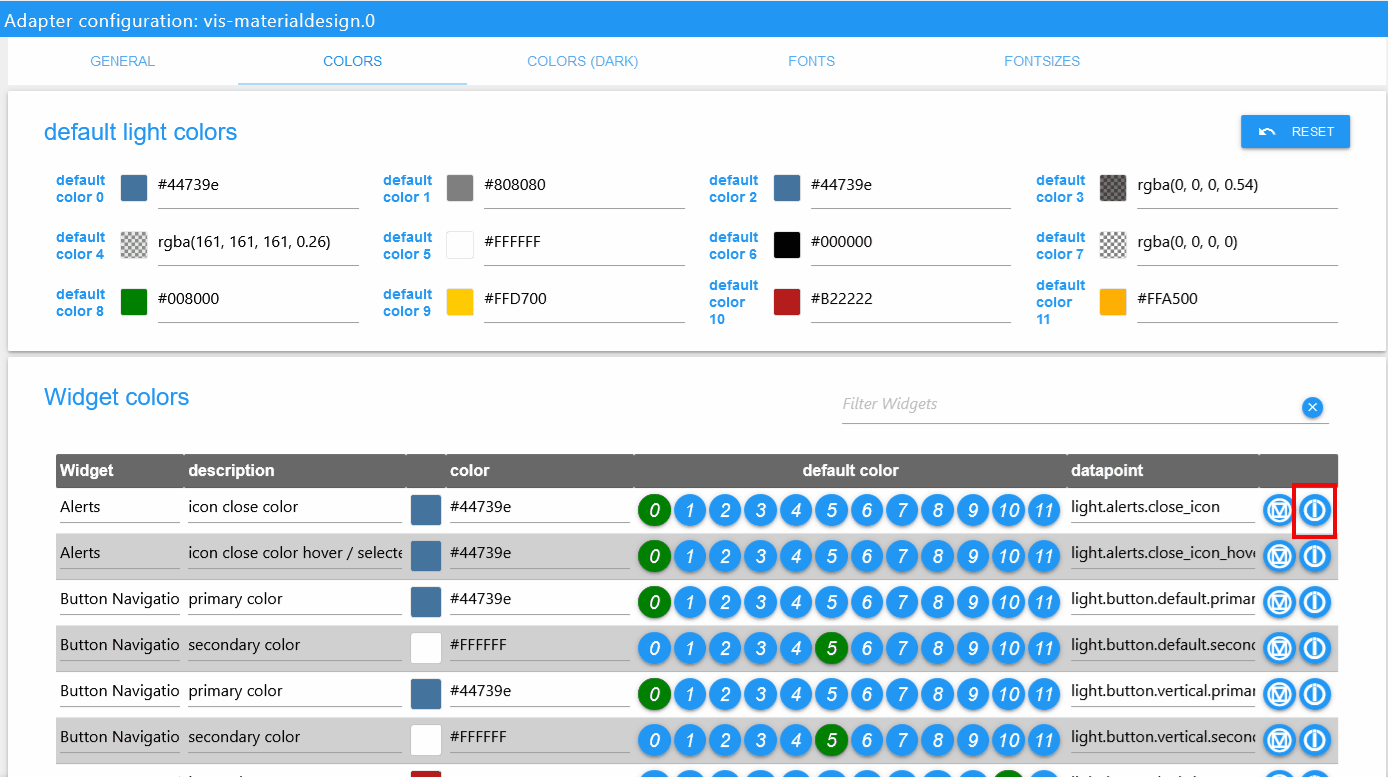 Adapter configuration: vis-materialdesign.0
GENERAL COLORS COLORS (DARK) FONTS FONTSIZES
default light colors
RESET
default color 0 #44739e
default color 1 #808080
default color 2 #44739e
default color 3 rgba(0, 0, 0, 0.54)
default color 4 rgba(161, 161, 161, 0.26)
default color 5 #FFFFFF
default color 6 #000000
default color 7 rgba(0, 0, 0, 0)
default color 8 #008000
default color 9 #FFD700
default color 10 #B22222
default color 11 #FFA500
Widget colors
Filter Widgets
Widget description color default color datapoint
Alerts icon close color #44739e 0 1 2 3 4 5 6 7 8 9 10 11 light.alerts.close_icon
Alerts icon close color hover / selecte #44739e 0 1 2 3 4 5 6 7 8 9 10 11 light.alerts.close_icon_hove
Button Navigatio primary color #44739e 0 1 2 3 4 5 6 7 8 9 10 11 light.button.default.primar
Button Navigatio secondary color #FFFFFF 0 1 2 3 4 5 6 7 8 9 10 11 light.button.default.second
Button Navigatio primary color #44739e 0 1 2 3 4 5 6 7 8 9 10 11 light.button.vertical.primar
Button Navigatio secondary color #FFFFFF 0 1 2 3 4 5 6 7 8 9 10 11 light.button.vertical.second